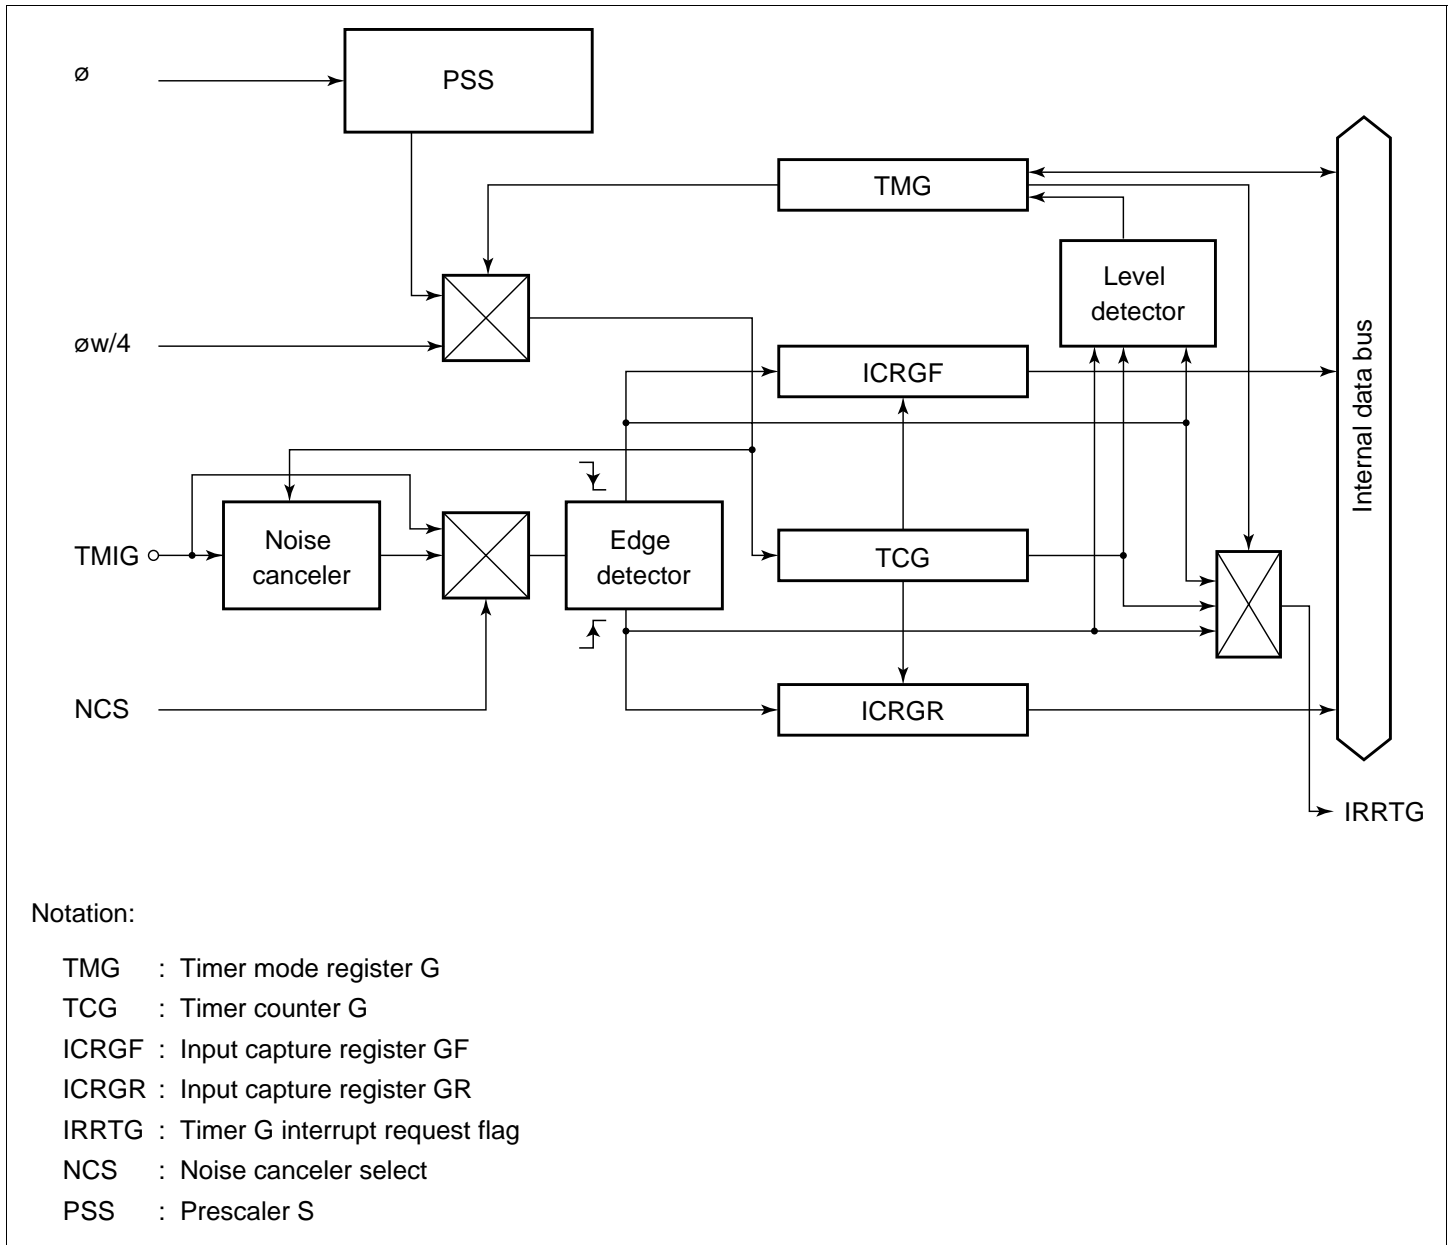 ø
PSS
TMG
Level
detector
øw/4
ICRGF
Internal data bus
TMIG
Noise
canceler
Edge
detector
TCG
NCS
ICRGR
IRRTG
Notation:
TMG : Timer mode register G
TCG : Timer counter G
ICRGF : Input capture register GF
ICRGR : Input capture register GR
IRRTG : Timer G interrupt request flag
NCS : Noise canceler select
PSS : Prescaler S